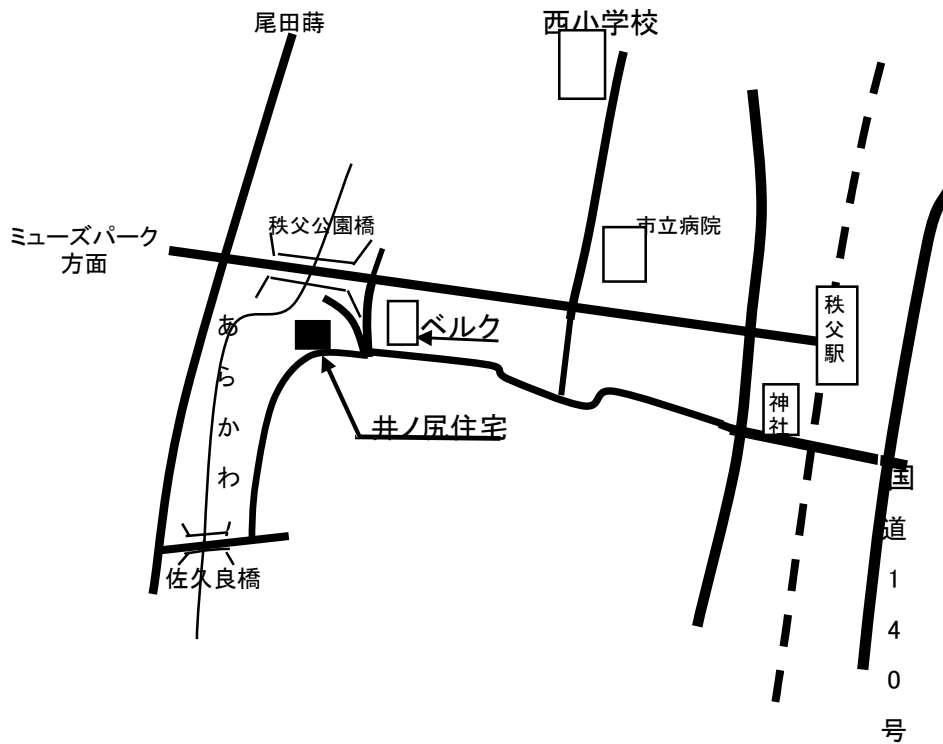 尾田蒔
西小学校
秩父公園橋
市立病院
ミューズパーク
方面
秩父駅
あらかわ
ベルク
神社
井ノ尻住宅
国道140号
佐久良橋